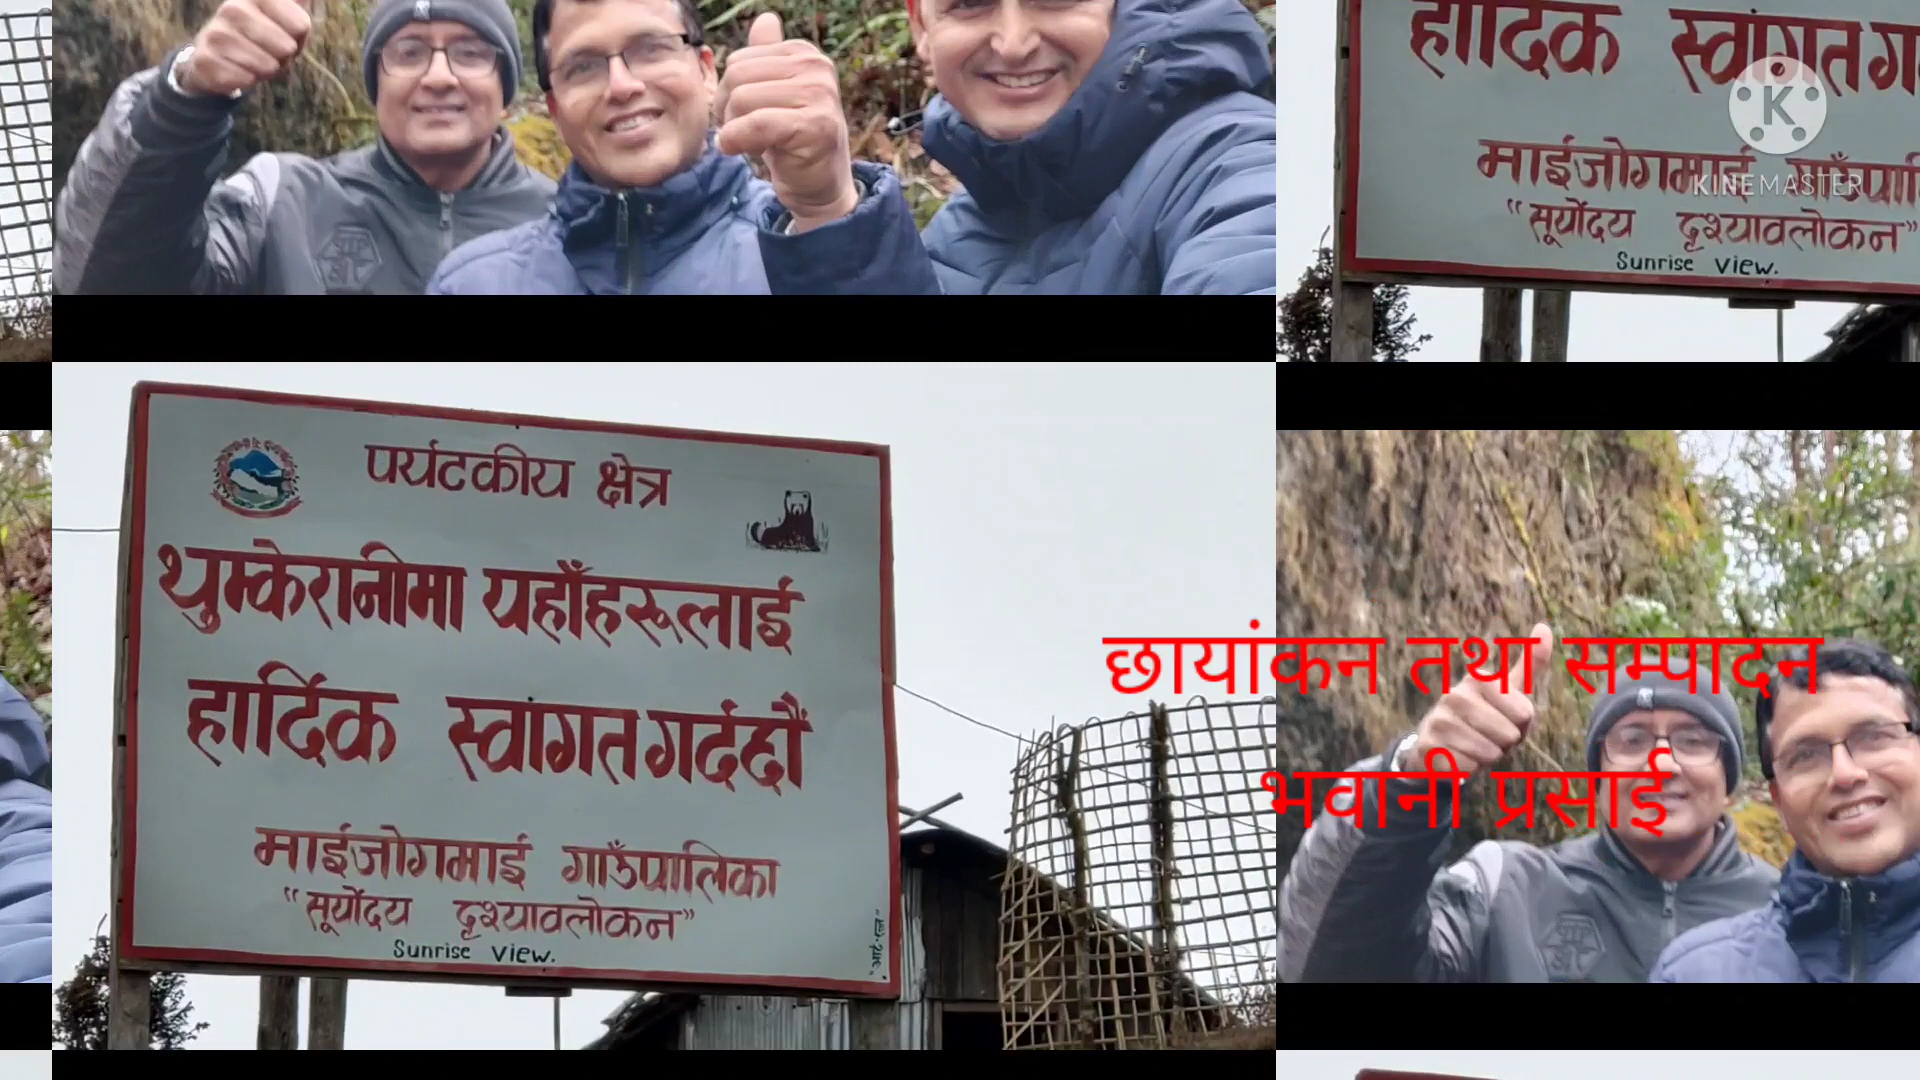 हार्दिक स्वागत ग
माईजोगमाई गाउँपालि
"सूर्योदय दृश्यावलोकन"
Sunrise View.
KINEMASTER
पर्यटकीय क्षेत्र
थुम्केरानीमा यहाँहरूलाई
हार्दिक स्वागत गर्दछौं
माईजोगमाई गाउँपालिका
"सूर्योदय दृश्यावलोकन"
Sunrise View.
छायांकन तथा सम्पादन
भवानी प्रसाई